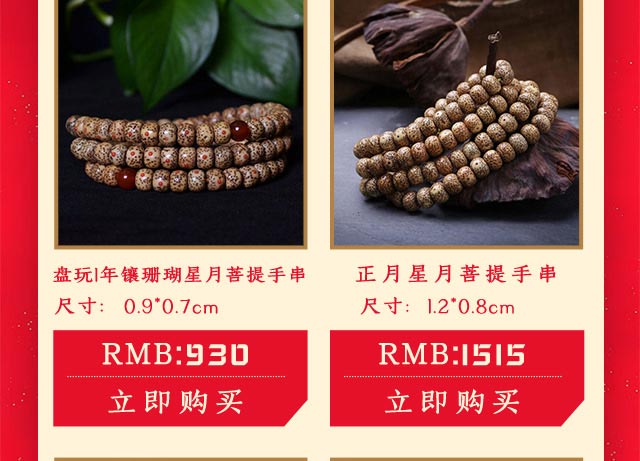 盘玩1年镶珊瑚星月菩提手串
尺寸: 0.9*0.7cm
RMB:930
立即购买
正月星月菩提手串
尺寸: 1.2*0.8cm
RMB:1515
立即购买